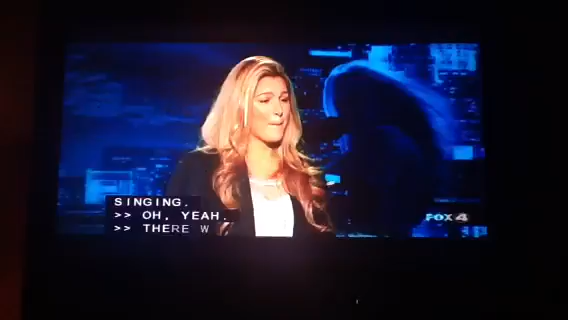 SINGING.
>> OH, YEAH.
>> THERE W
FOX 4